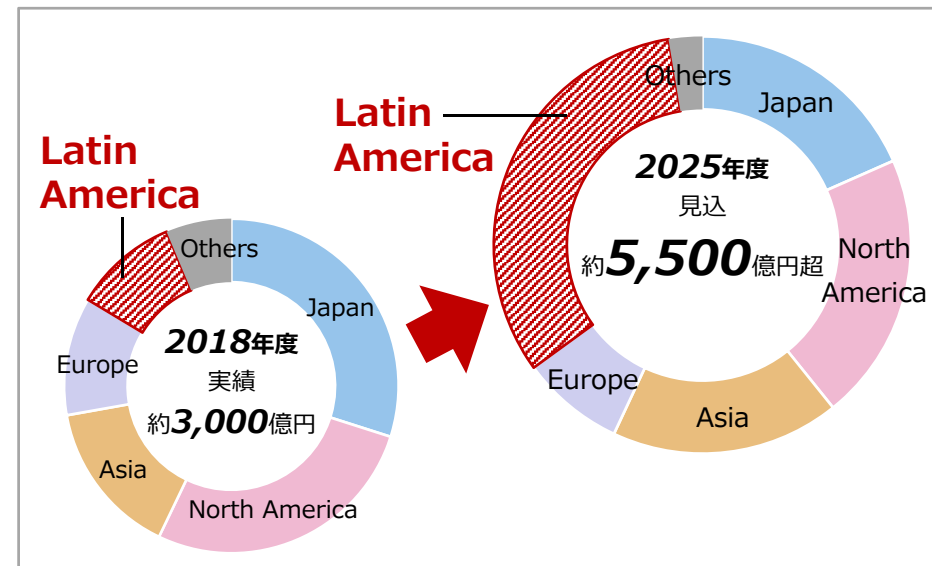 Latin
America
Others
Japan
Europe
2018年度
実績
約3,000億円
Asia
North America
Latin
America
Others
Japan
2025年度
見込
約5,500億円超
North
America
Europe
Asia